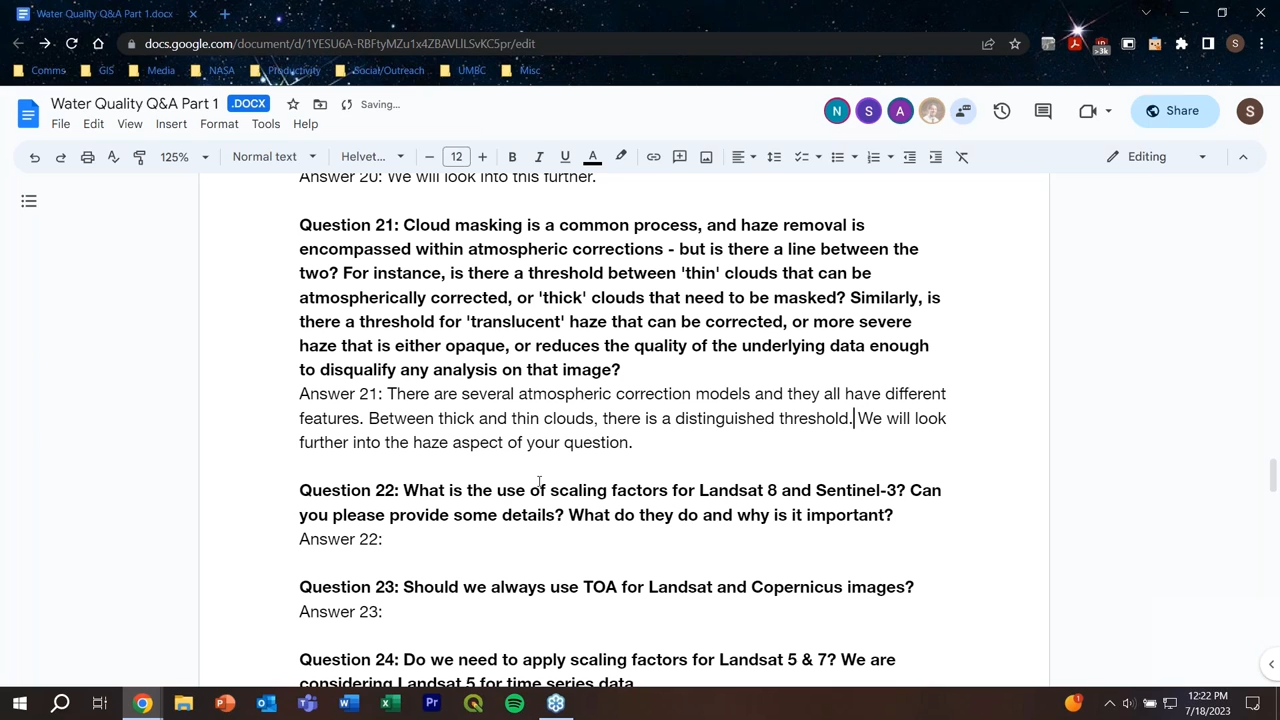 Water Quality Q&A Part 1.docx
docs.google.com/document/d/1YESU6A-RBFtyMZu1x4ZBAVLlLSvKC5pr/edit
>3k
S
Comms GIS Media NASA Productivity Social/Outreach UMBC Misc
Water Quality Q&A Part 1 .DOCX Saving...
File Edit View Insert Format Tools Help
N S A Share S
125% Normal text Helvet... 12 B I U A Editing
Answer 20: We will look into this further.
Question 21: Cloud masking is a common process, and haze removal is
encompassed within atmospheric corrections - but is there a line between the
two? For instance, is there a threshold between 'thin' clouds that can be
atmospherically corrected, or 'thick' clouds that need to be masked? Similarly, is
there a threshold for 'translucent' haze that can be corrected, or more severe
haze that is either opaque, or reduces the quality of the underlying data enough
to disqualify any analysis on that image?
Answer 21: There are several atmospheric correction models and they all have different
features. Between thick and thin clouds, there is a distinguished threshold. We will look
further into the haze aspect of your question.
Question 22: What is the use of scaling factors for Landsat 8 and Sentinel-3? Can
you please provide some details? What do they do and why is it important?
Answer 22:
Question 23: Should we always use TOA for Landsat and Copernicus images?
Answer 23:
Question 24: Do we need to apply scaling factors for Landsat 5 & 7? We are
considering Landsat 5 for time series data
12:22 PM
7/18/2023